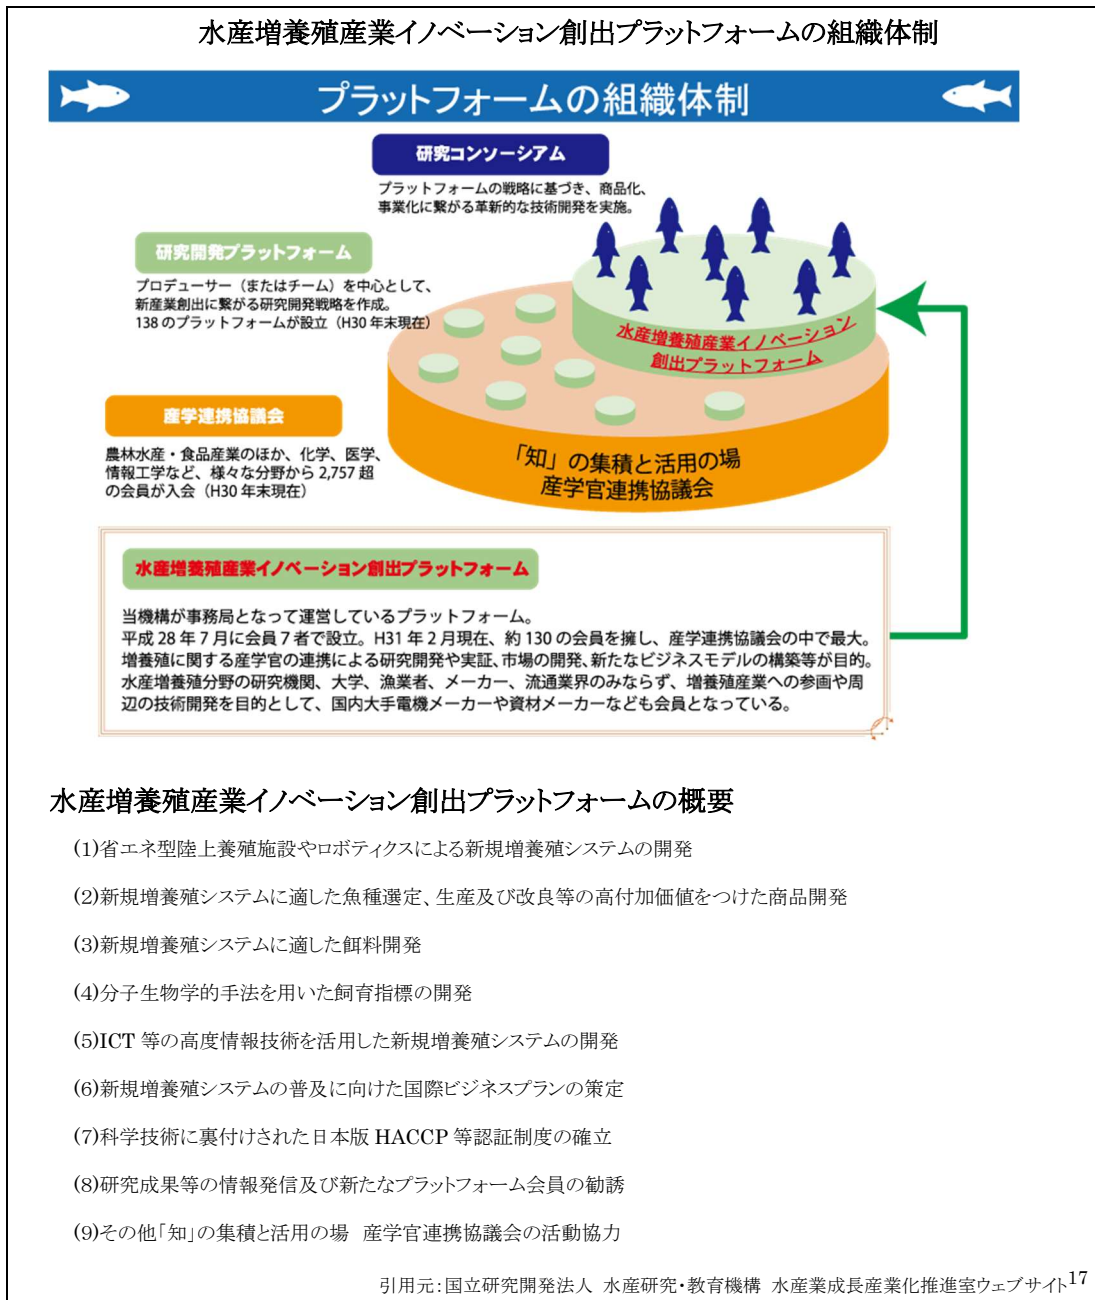 水産増養殖産業イノベーション創出プラットフォームの組織体制
プラットフォームの組織体制
研究コンソーシアム
プラットフォームの戦略に基づき、商品化、
事業化に繋がる革新的な技術開発を実施。
研究開発プラットフォーム
プロデューサー（またはチーム）を中心として、
新産業創出に繋がる研究開発戦略を作成。
138 のプラットフォームが設立（H30 年末現在）
水産増養殖産業イノベーション
創出プラットフォーム
産学連携協議会
農林水産・食品産業のほか、化学、医学、
情報工学など、様々な分野から 2,757 超
の会員が入会（H30 年末現在）
「知」の集積と活用の場
産学官連携協議会
水産増養殖産業イノベーション創出プラットフォーム
当機構が事務局となって運営しているプラットフォーム。
平成 28 年 7 月に会員 7 者で設立。H31 年 2 月現在、約 130 の会員を擁し、産学連携協議会の中で最大。
増養殖に関する産学官の連携による研究開発や実証、市場の開発、新たなビジネスモデルの構築等が目的。
水産増養殖分野の研究機関、大学、漁業者、メーカー、流通業界のみならず、増養殖産業への参画や周
辺の技術開発を目的として、国内大手電機メーカーや資材メーカーなども会員となっている。
水産増養殖産業イノベーション創出プラットフォームの概要
(1)省エネ型陸上養殖施設やロボティクスによる新規増養殖システムの開発
(2)新規増養殖システムに適した魚種選定、生産及び改良等の高付加価値をつけた商品開発
(3)新規増養殖システムに適した餌料開発
(4)分子生物学的手法を用いた飼育指標の開発
(5)ICT 等の高度情報技術を活用した新規増養殖システムの開発
(6)新規増養殖システムの普及に向けた国際ビジネスプランの策定
(7)科学技術に裏付けされた日本版 HACCP 等認証制度の確立
(8)研究成果等の情報発信及び新たなプラットフォーム会員の勧誘
(9)その他「知」の集積と活用の場 産学官連携協議会の活動協力
引用元：国立研究開発法人 水産研究・教育機構 水産業成長産業化推進室ウェブサイト17